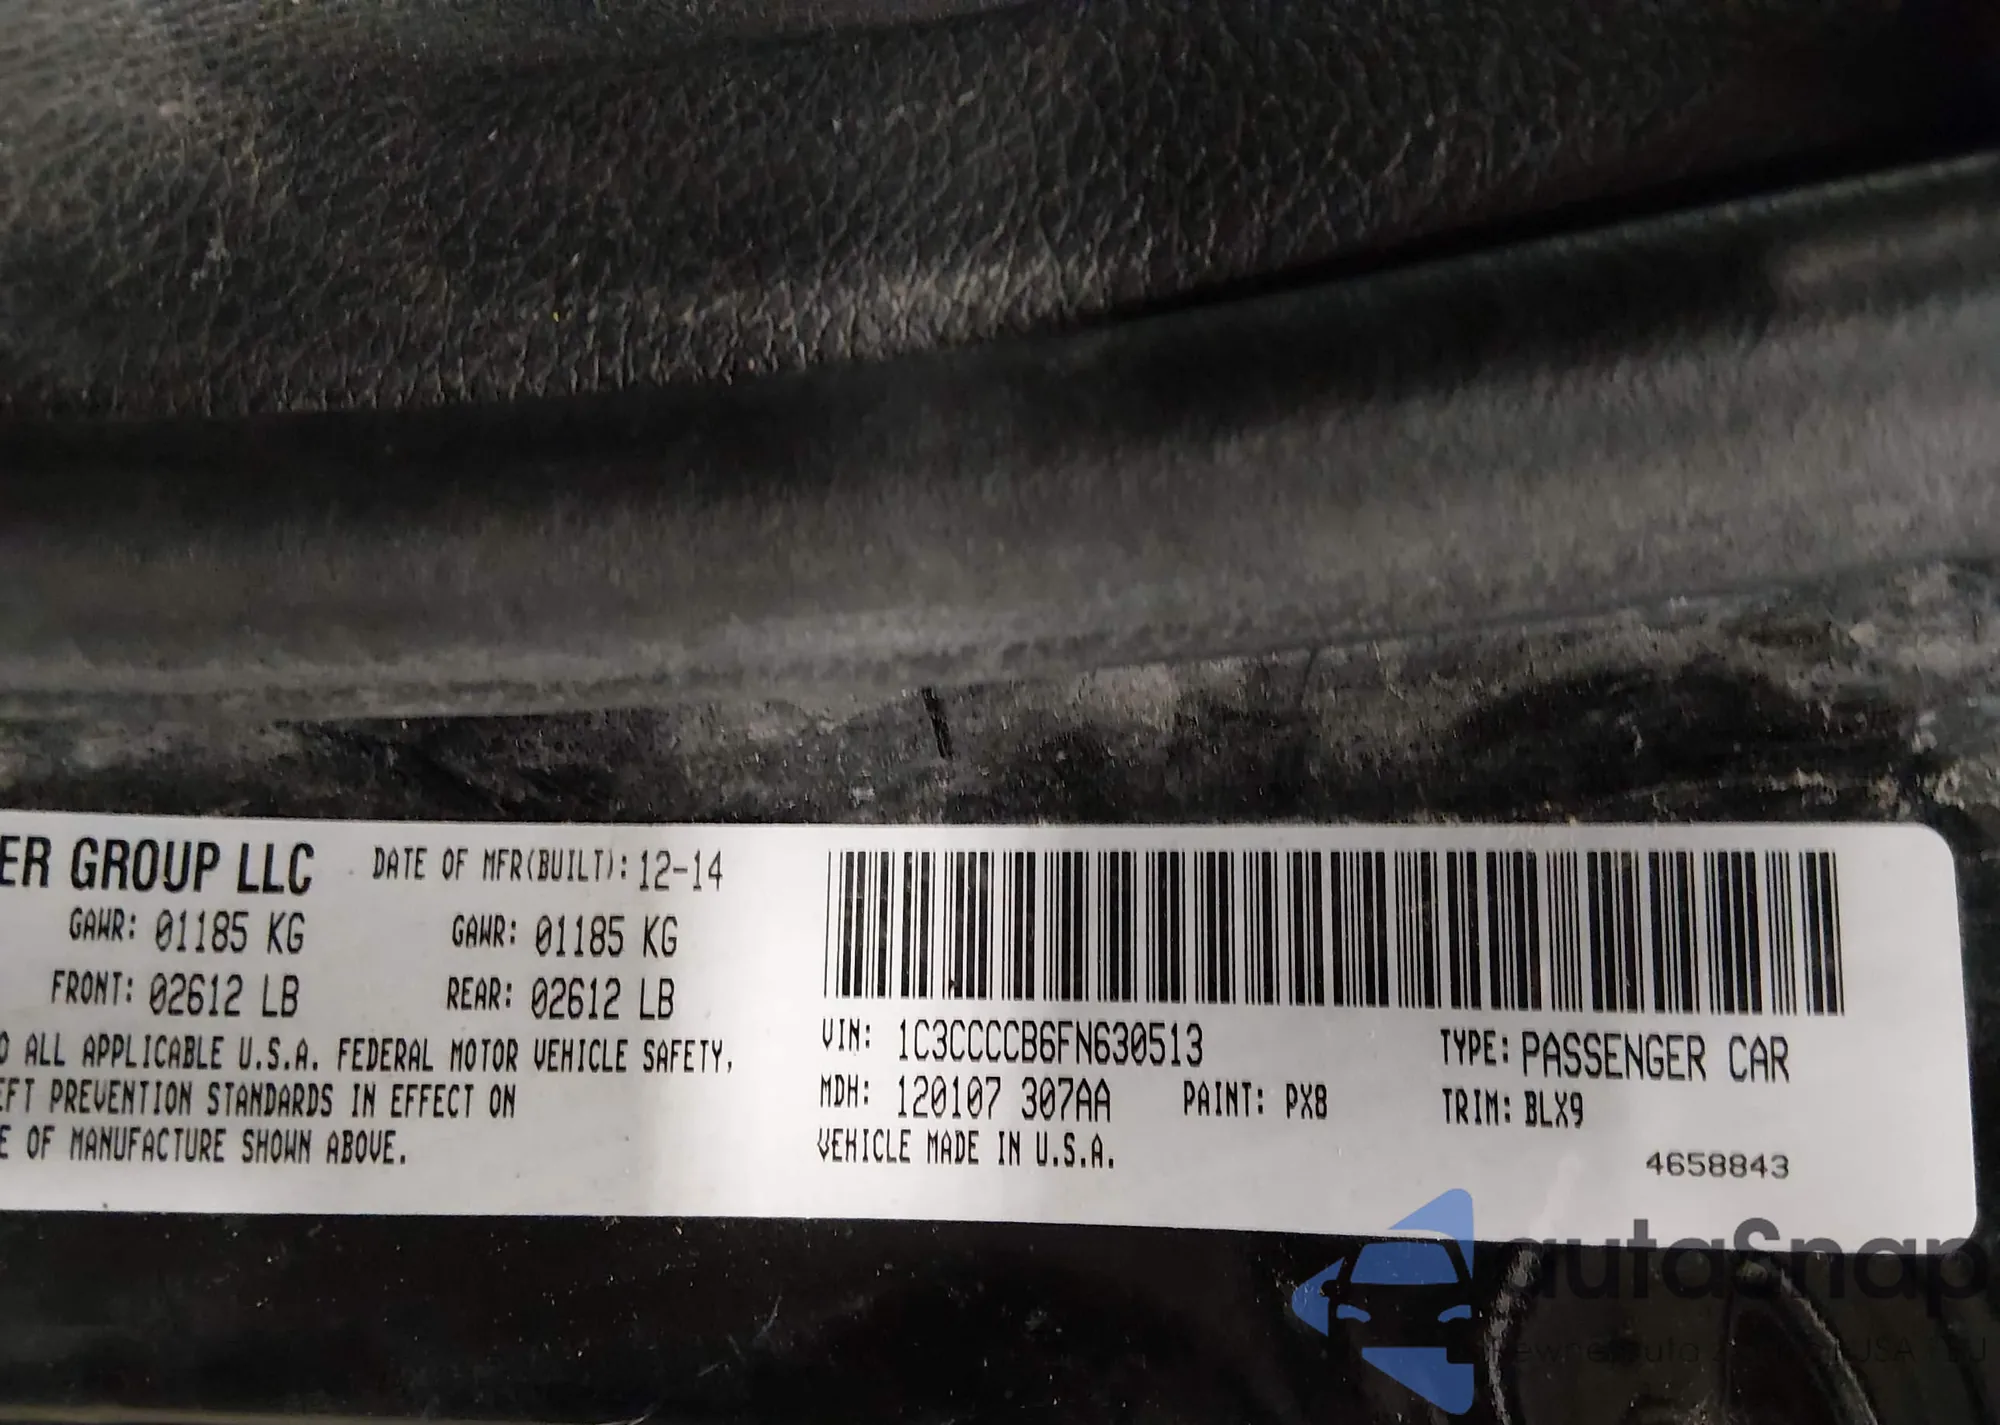 ER GROUP LLC DATE OF MFR(BUILT): 12-14
GAWR: 01185 KG GAWR: 01185 KG
FRONT: 02612 LB REAR: 02612 LB
O ALL APPLICABLE U.S.A. FEDERAL MOTOR VEHICLE SAFETY,
EFT PREVENTION STANDARDS IN EFFECT ON
E OF MANUFACTURE SHOWN ABOVE.
VIN: 1C3CCCCB6FN630513 TYPE: PASSENGER CAR
MDH: 120107 307AA PAINT: PX8 TRIM: BLX9
VEHICLE MADE IN U.S.A.
4658843
autoSnap